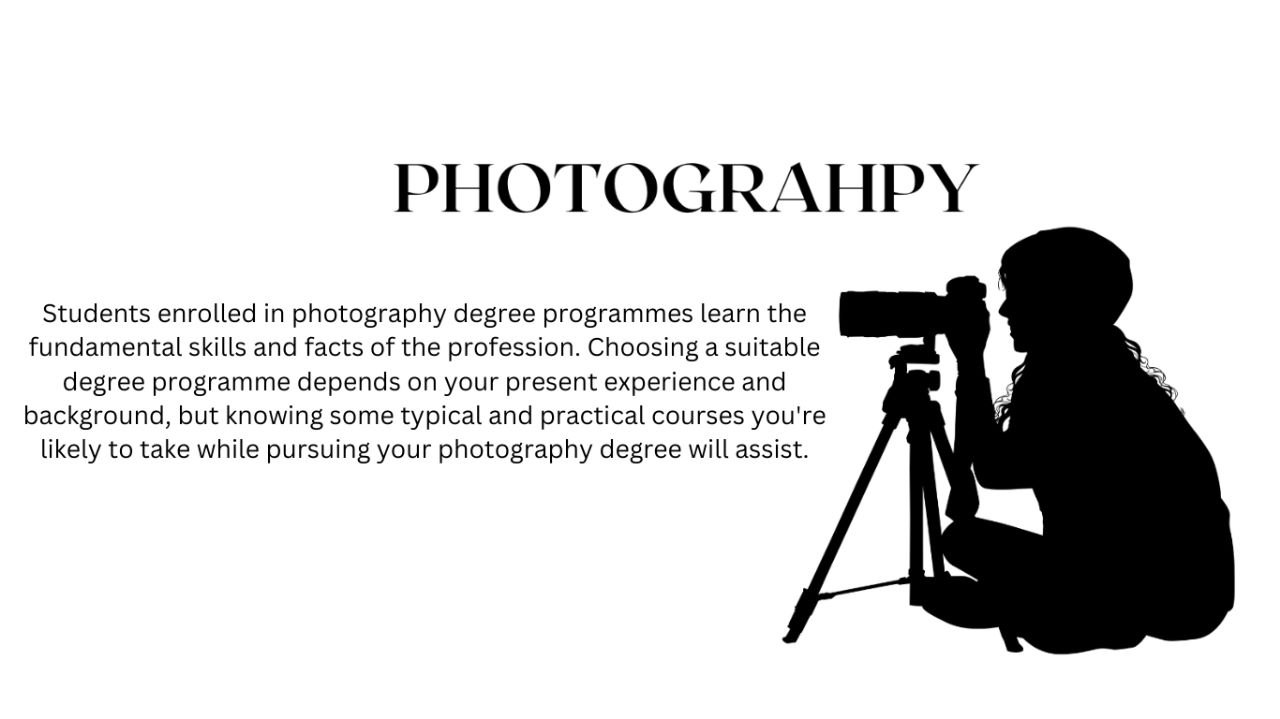 PHOTOGRAHPY
Students enrolled in photography degree programmes learn the
fundamental skills and facts of the profession. Choosing a suitable
degree programme depends on your present experience and
background, but knowing some typical and practical courses you're
likely to take while pursuing your photography degree will assist.